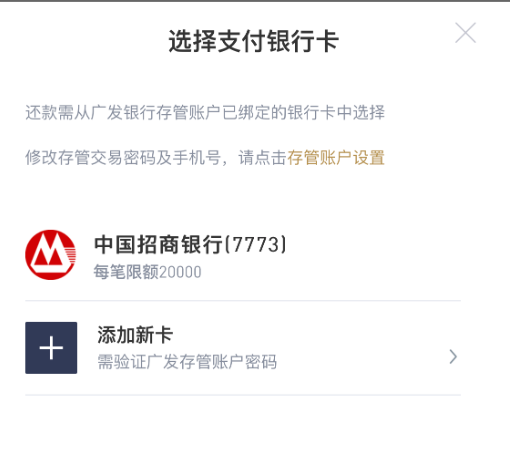 选择支付银行卡
还款需从广发银行存管账户已绑定的银行卡中选择
修改存管交易密码及手机号，请点击存管账户设置
中国招商银行(7773)
每笔限额20000
添加新卡
需验证广发存管账户密码